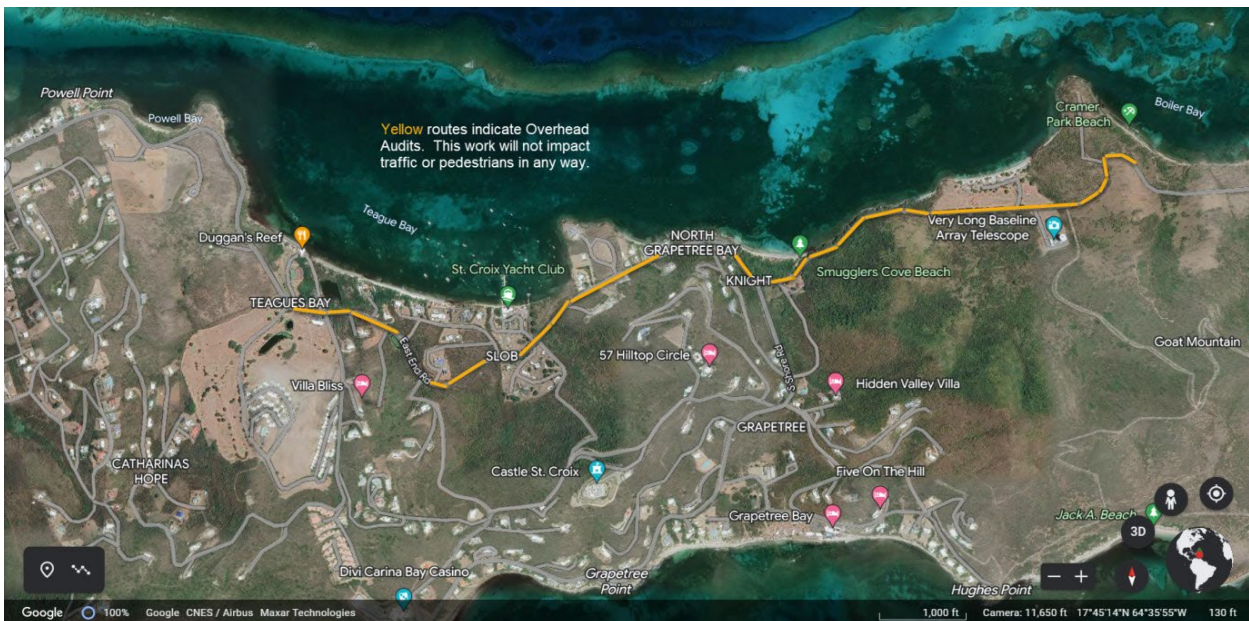 Powell Point
Powell Bay
Yellow routes indicate Overhead
Audits. This work will not impact
traffic or pedestrians in any way.
Cramer
Park Beach
Boiler Bay
Teague Bay
Duggan's Reef
NORTH
GRAPETREE BAY
Very Long Baseline
Array Telescope
St. Croix Yacht Club
Smugglers Cove Beach
KNIGHT
TEAGUES BAY
East End Rd
SLOB
57 Hilltop Circle
S Shore Rd
Goat Mountain
Villa Bliss
Hidden Valley Villa
GRAPETREE
CATHARINAS
HOPE
Castle St. Croix
Five On The Hill
Grapetree Bay
Jack A. Beach
3D
Divi Carina Bay Casino
Grapetree
Point
Hughes Point
Google 100% Google CNES / Airbus Maxar Technologies 1,000 ft Camera: 11,650 ft 17°45'14"N 64°35'55"W 130 ft